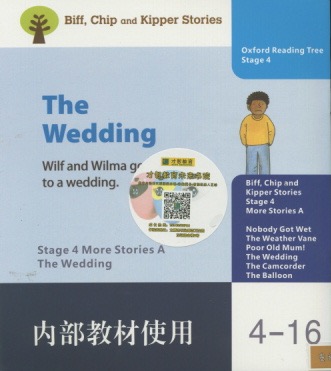 Biff, Chip and Kipper Stories
Oxford Reading Tree
Stage 4
The
Wedding
Wilf and Wilma go
to a wedding.
Biff, Chip and
Kipper Stories
Stage 4
More Stories A
Nobody Got Wet
The Weather Vane
Poor Old Mum!
The Wedding
The Camcorder
The Balloon
Stage 4 More Stories A
The Wedding
内部教材使用
4-16